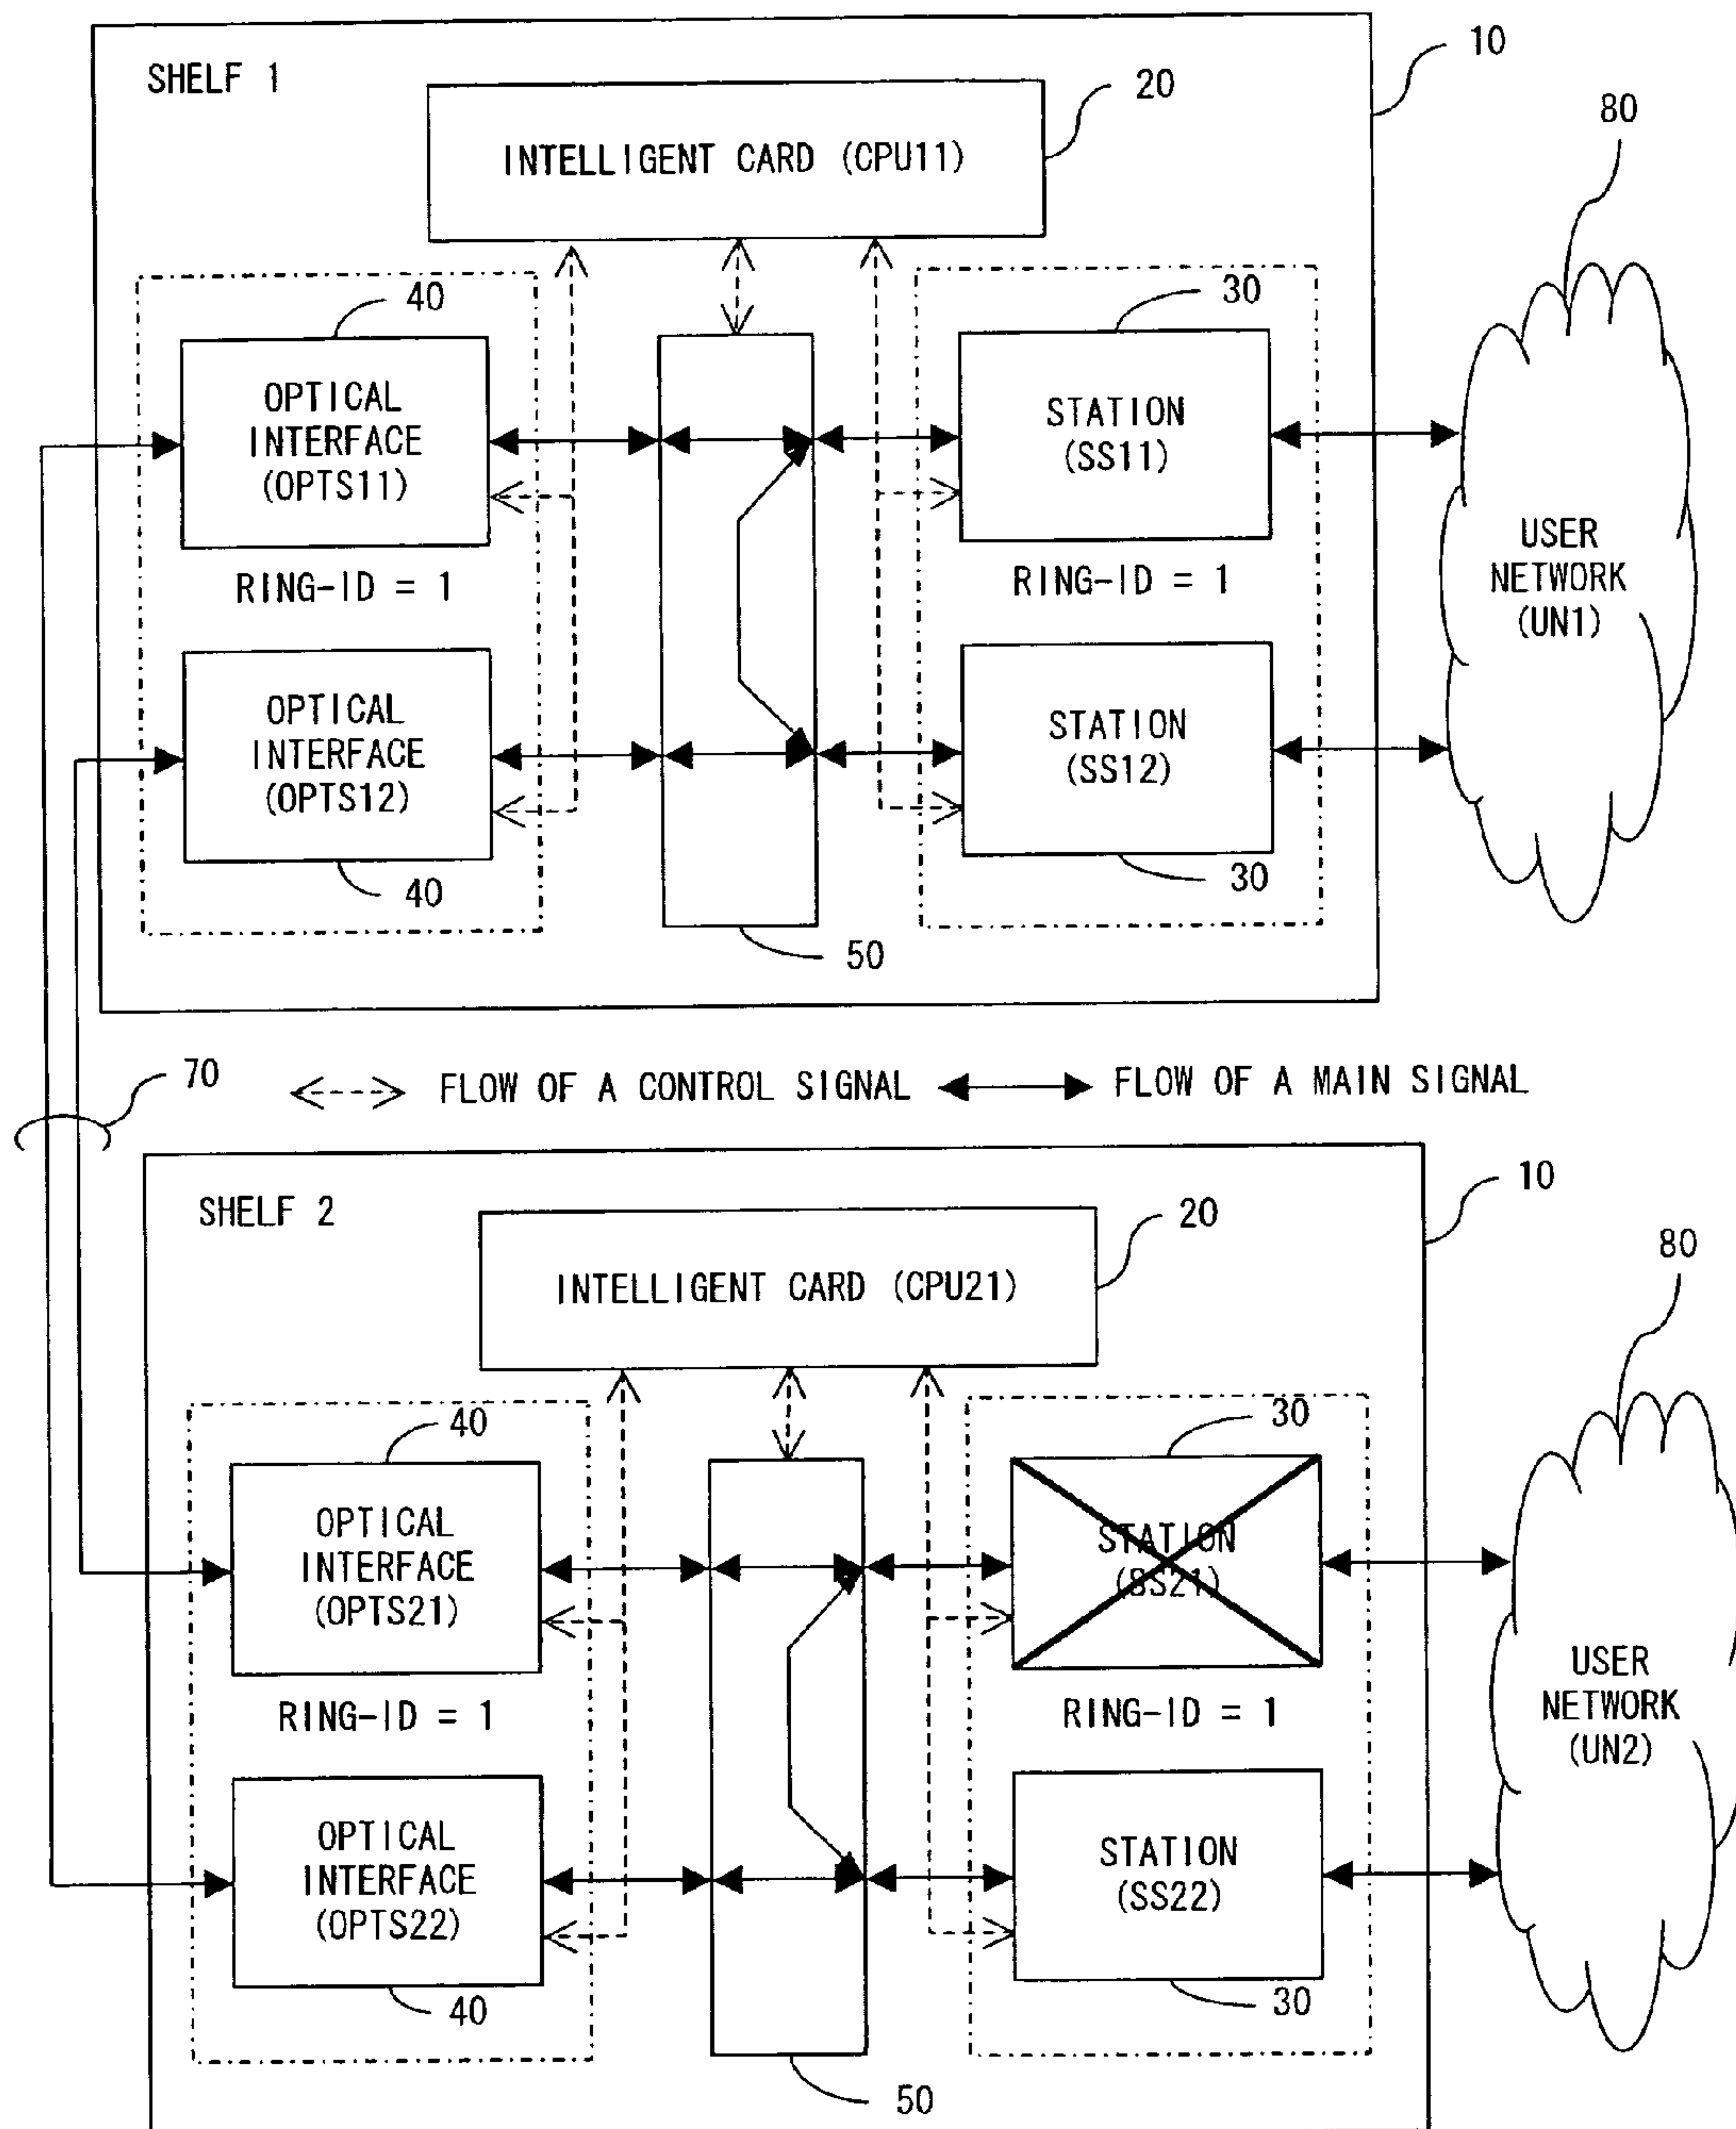 SHELF 1
10
20
80
INTELLIGENT CARD (CPU11)
40
30
OPTICAL
INTERFACE
(OPTS11)
STATION
(SS11)
USER
NETWORK
(UN1)
RING-ID = 1
RING-ID = 1
OPTICAL
INTERFACE
(OPTS12)
STATION
(SS12)
40
30
50
70
FLOW OF A CONTROL SIGNAL
FLOW OF A MAIN SIGNAL
SHELF 2
10
20
80
INTELLIGENT CARD (CPU21)
40
30
OPTICAL
INTERFACE
(OPTS21)
STATION
(SS21)
USER
NETWORK
(UN2)
RING-ID = 1
RING-ID = 1
OPTICAL
INTERFACE
(OPTS22)
STATION
(SS22)
40
30
50